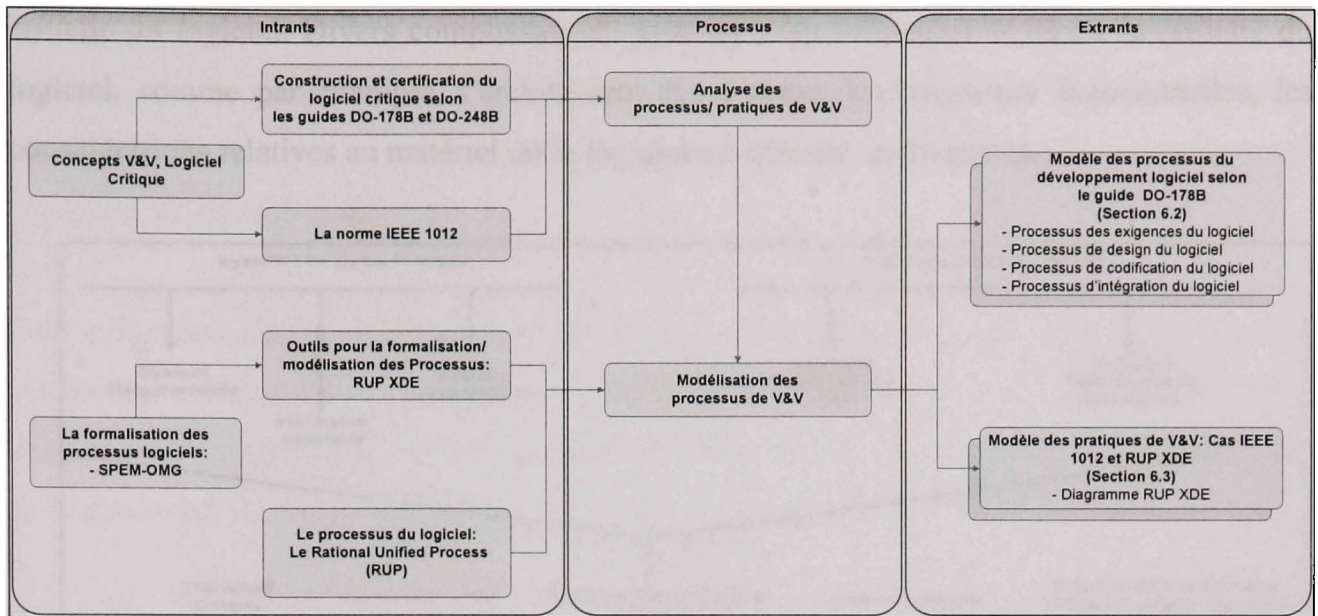 Intrants
Processus
Extrants
Construction et certification du
logiciel critique selon
les guides DO-178B et DO-248B
Concepts V&V, Logiciel
Critique
La norme IEEE 1012
Outils pour la formalisation/
modélisation des Processus:
RUP XDE
La formalisation des
processus logiciels:
- SPEM-OMG
Le processus du logiciel:
Le Rational Unified Process
(RUP)
Analyse des
processus/ pratiques de V&V
Modélisation des
processus de V&V
Modèle des processus du
développement logiciel selon
le guide DO-178B
(Section 6.2)
- Processus des exigences du logiciel
- Processus de design du logiciel
- Processus de codification du logiciel
- Processus d'intégration du logiciel
Modèle des pratiques de V&V: Cas IEEE
1012 et RUP XDE
(Section 6.3)
- Diagramme RUP XDE